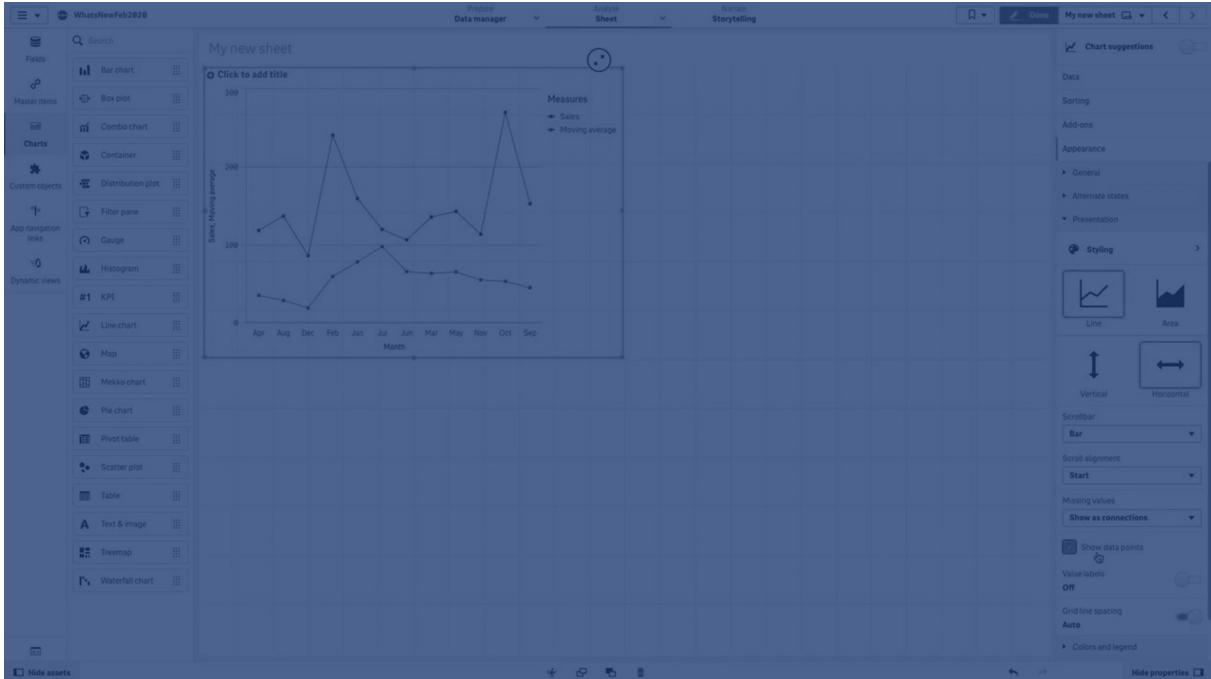 WhatsNewFeb2020
Prepare
Data manager
Analyze
Sheet
Narrate
Storytelling
Done
My new sheet
Fields
Master items
Charts
Custom objects
App navigation
links
Dynamic views
Search
Bar chart
Box plot
Combo chart
Container
Distribution plot
Filter pane
Gauge
Histogram
#1 KPI
Line chart
Map
Mekko chart
Pie chart
Pivot table
Scatter plot
Table
A Text & image
Treemap
Waterfall chart
Hide assets
My new sheet
Click to add title
300
200
100
0
Sales, Moving average
Apr Aug Dec Feb Jan Jul Jun Mar May Nov Oct Sep
Month
Measures
Sales
Moving average
Chart suggestions
Data
Sorting
Add-ons
Appearance
General
Alternate states
Presentation
Styling
Line Area
Vertical Horizontal
Scrollbar
Bar
Scroll alignment
Start
Missing values
Show as connections
Show data points
Value labels
Off
Grid line spacing
Auto
Colors and legend
Hide properties